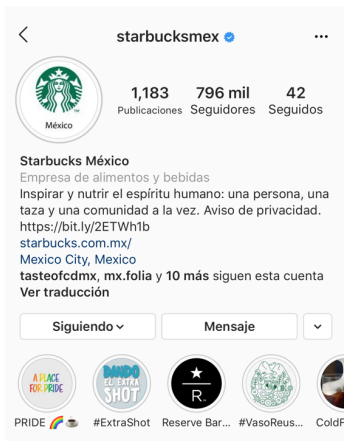 starbucksmex
México
1,183 796 mil 42
Publicaciones Seguidores Seguidos
Starbucks México
Empresa de alimentos y bebidas
Inspirar y nutrir el espíritu humano: una persona, una
taza y una comunidad a la vez. Aviso de privacidad.
https://bit.ly/2ETWh1b
starbucks.com.mx/
Mexico City, Mexico
tasteofcdmx, mx.folia y 10 más siguen esta cuenta
Ver traducción
Siguiendo Mensaje
A PLACE
FOR PRIDE
DANDO
EL EXTRA
SHOT
R.
PRIDE 🌈☕ #ExtraShot Reserve Bar... #VasoReus... ColdF